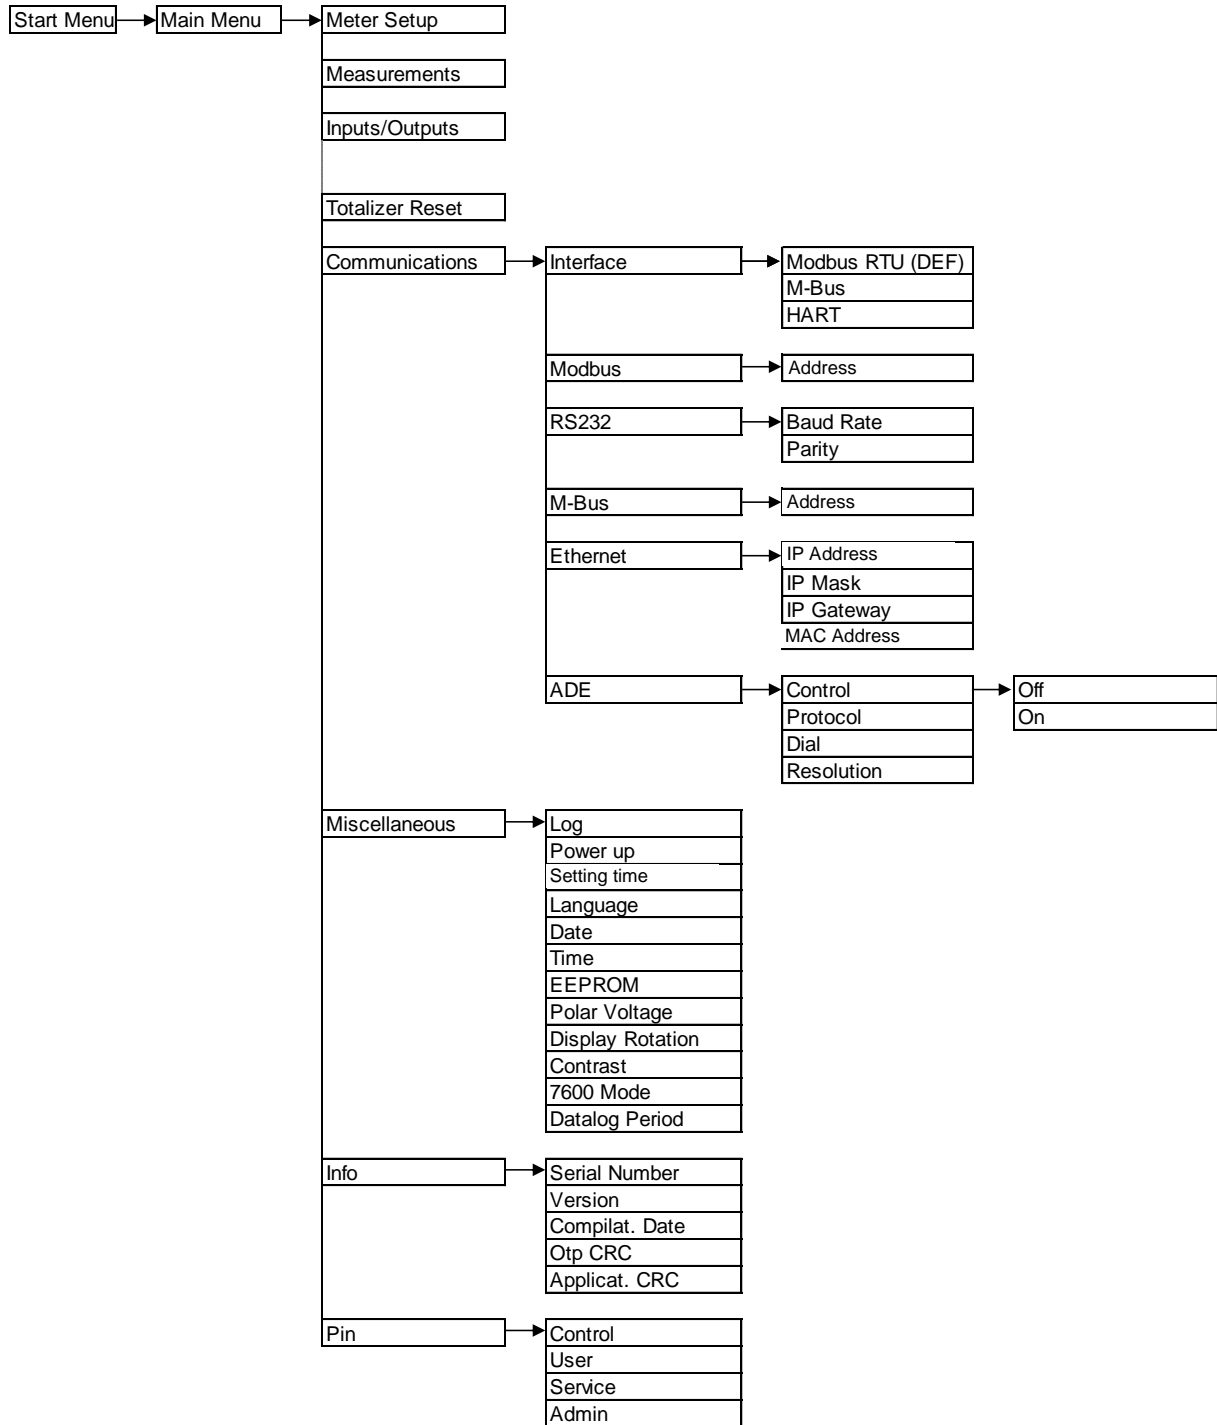 Start Menu
Main Menu
Meter Setup
Measurements
Inputs/Outputs
Totalizer Reset
Communications
Interface
Modbus RTU (DEF)
M-Bus
HART
Modbus
Address
RS232
Baud Rate
Parity
M-Bus
Address
Ethernet
IP Address
IP Mask
IP Gateway
MAC Address
ADE
Control
Off
On
Protocol
Dial
Resolution
Miscellaneous
Log
Power up
Setting time
Language
Date
Time
EEPROM
Polar Voltage
Display Rotation
Contrast
7600 Mode
Datalog Period
Info
Serial Number
Version
Compilat. Date
Otp CRC
Applicat. CRC
Pin
Control
User
Service
Admin